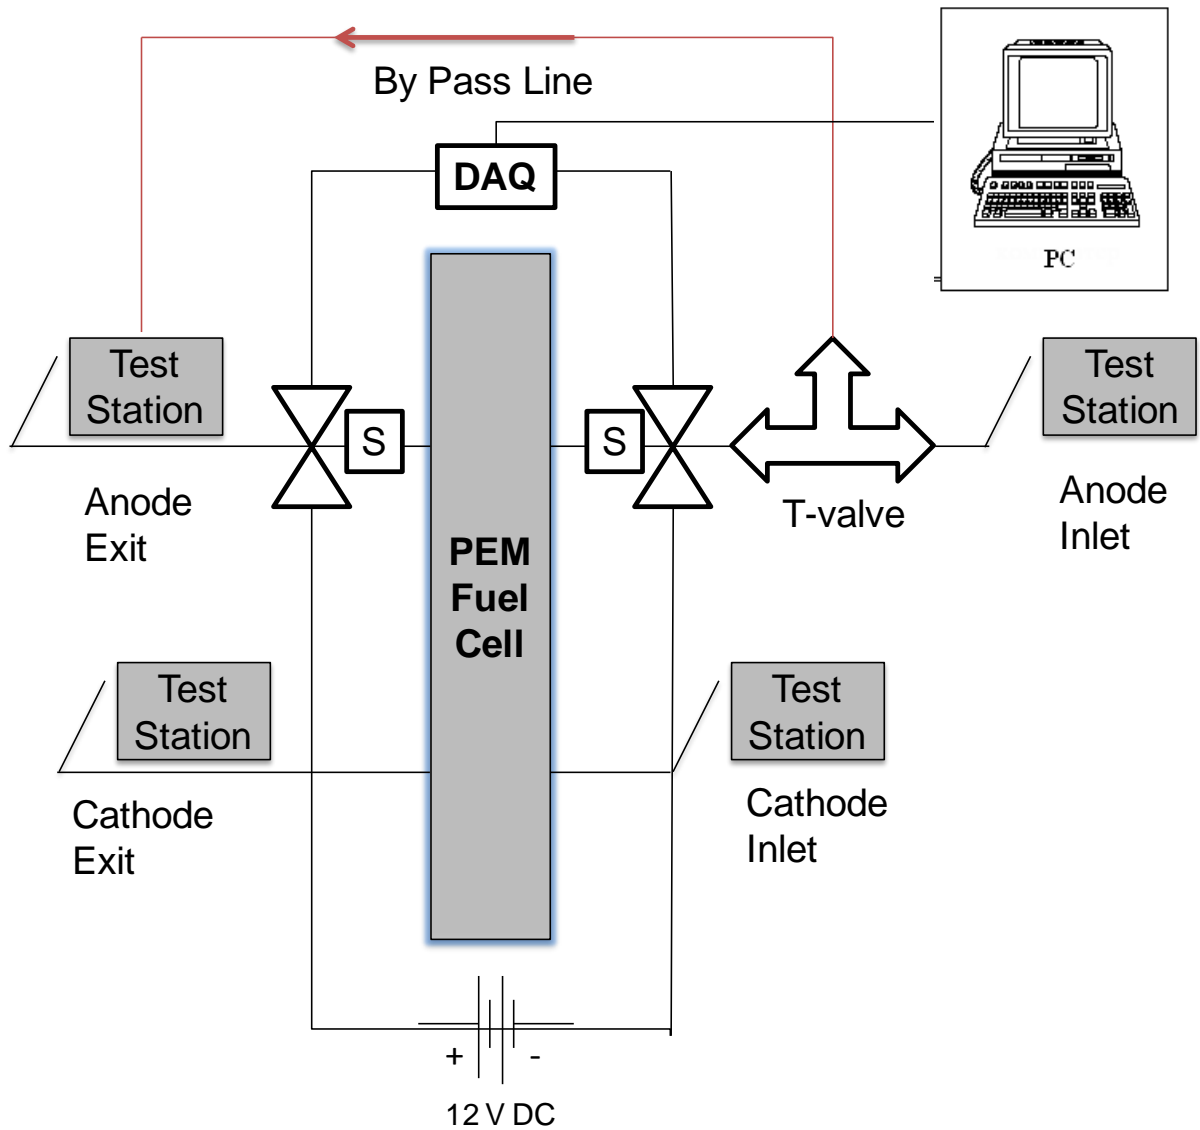 By Pass Line
DAQ
PC
Test
Station
S
S
Test
Station
Anode
Exit
T-valve
Anode
Inlet
PEM
Fuel
Cell
Test
Station
Test
Station
Cathode
Exit
Cathode
Inlet
+ -
12 V DC